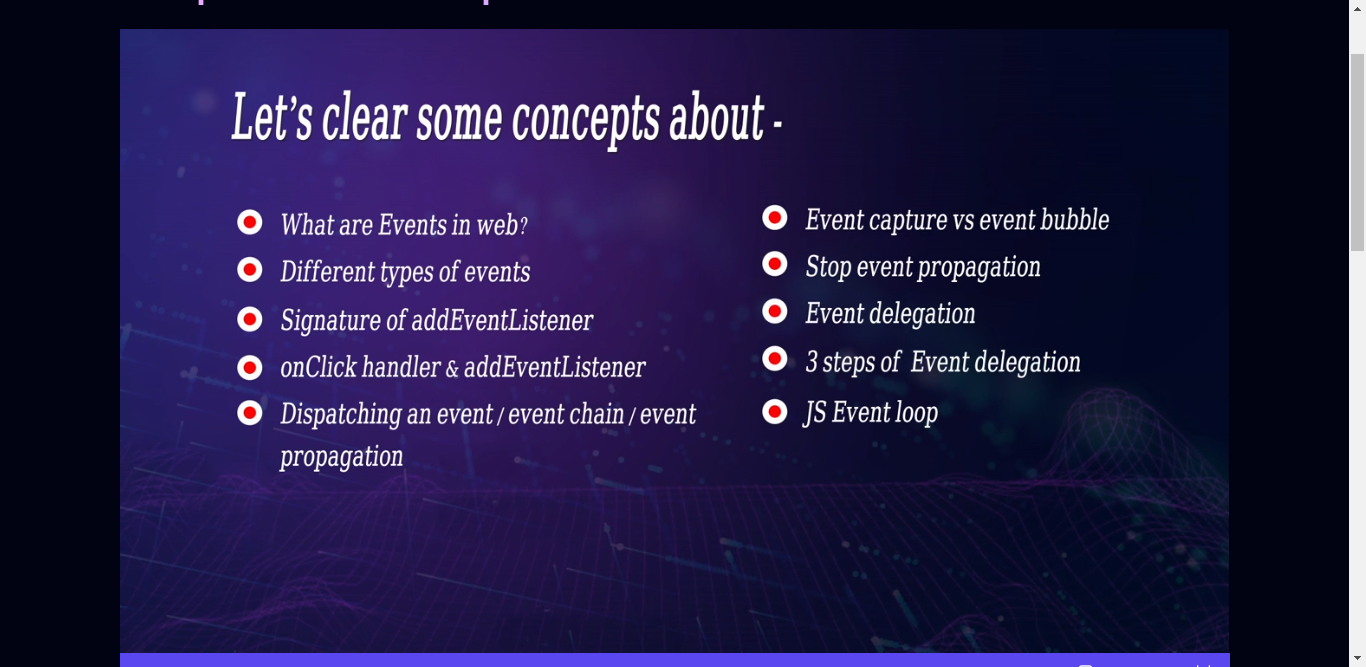 Let’s clear some concepts about -
What are Events in web?
Different types of events
Signature of addEventListener
onClick handler & addEventListener
Dispatching an event / event chain / event
propagation
Event capture vs event bubble
Stop event propagation
Event delegation
3 steps of Event delegation
JS Event loop